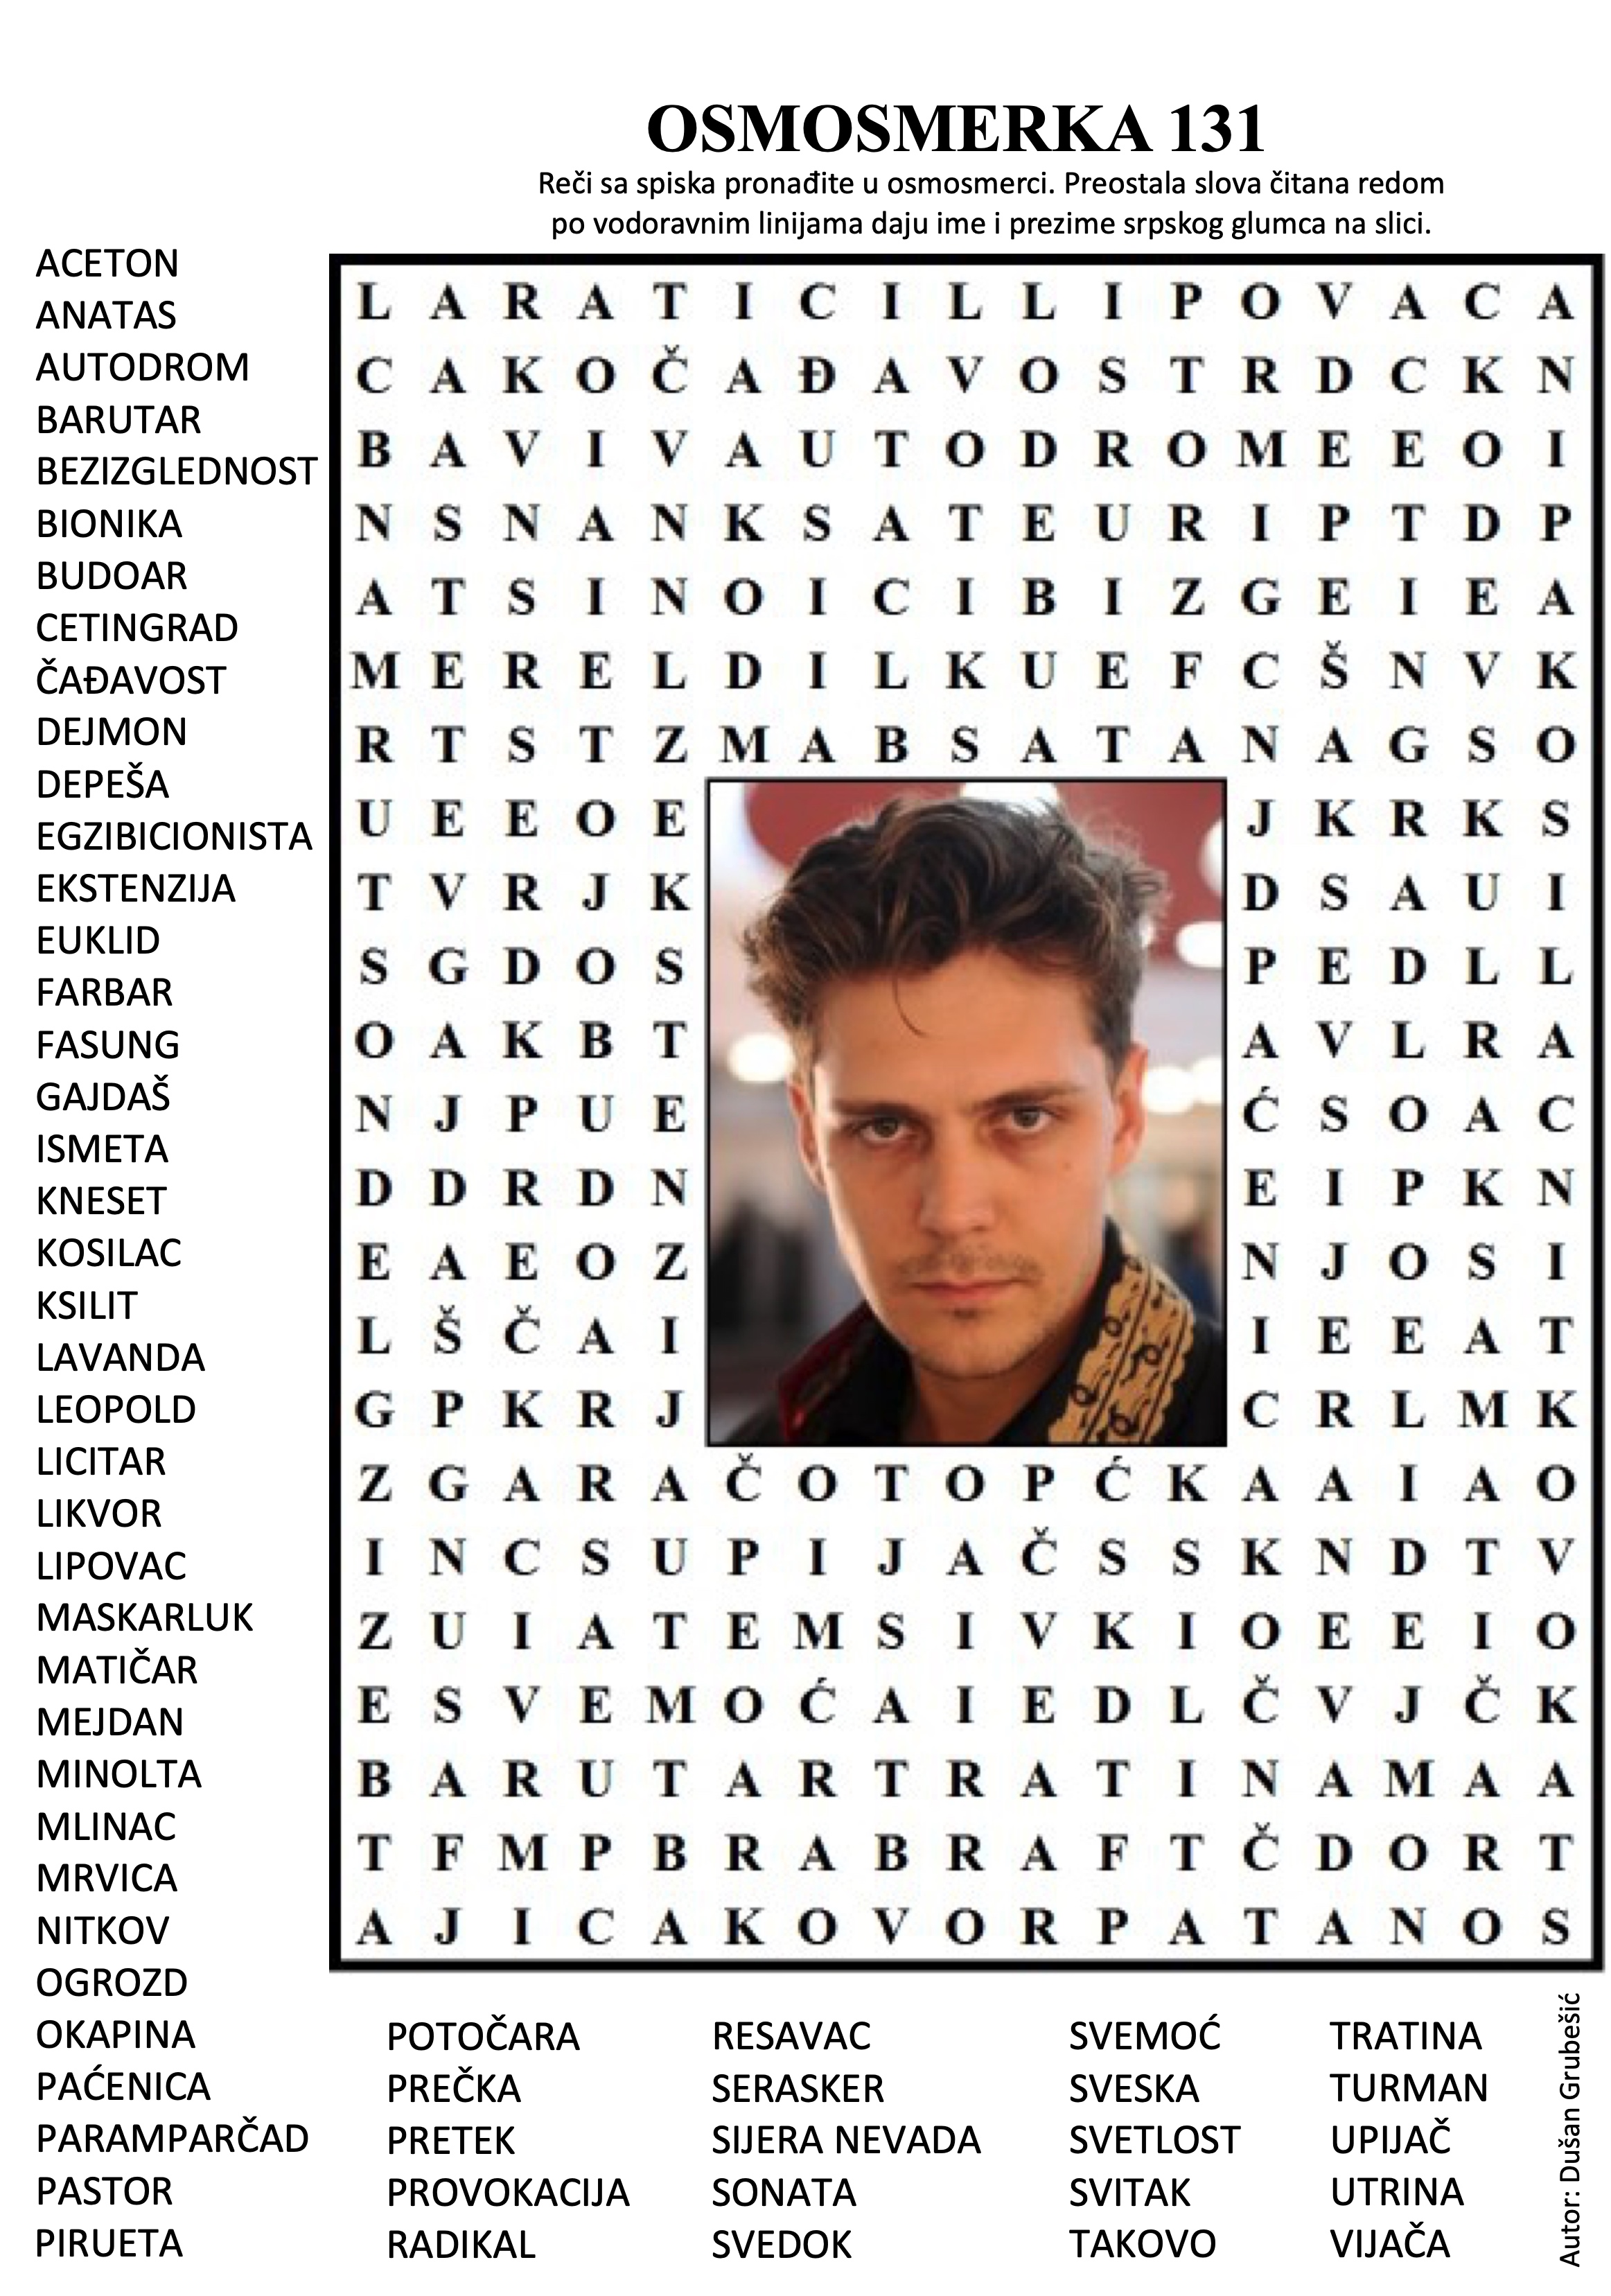 OSMOSMERKA 131
Reči sa spiska pronađite u osmosmerci. Preostala slova čitana redom
po vodoravnim linijama daju ime i prezime srpskog glumca na slici.
ACETON
ANATAS
AUTODROM
BARUTAR
BEZIZGLEDNOST
BIONIKA
BUDOAR
CETINGRAD
ČAĐAVOST
DEJMON
DEPEŠA
EGZIBICIONISTA
EKSTENZIJA
EUKLID
FARBAR
FASUNG
GAJDAŠ
ISMETA
KNESET
KOSILAC
KSILIT
LAVANDA
LEOPOLD
LICITAR
LIKVOR
LIPOVAC
MASKARLUK
MATIČAR
MEJDAN
MINOLTA
MLINAC
MRVICA
NITKOV
OGROZD
OKAPINA
PAĆENICA
PARAMPARČAD
PASTOR
PIRUETA
L A R A T I C I L L I P O V A C A
C A K O Č A Đ A V O S T R D C K N
B A V I V A U T O D R O M E E O I
N S N A N K S A T E U R I P T D P
A T S I N O I C I B I Z G E I E A
M E R E L D I L K U E F C Š N V K
R T S T Z M A B S A T A N A G S O
U E E O E J K R K S
T V R J K D S A U I
S G D O S P E D L L
O A K B T A V L R A
N J P U E Ć S O A C
D D R D N E I P K N
E A E O Z N J O S I
L Š Č A I I E E A T
G P K R J C R L M K
Z G A R A Č O T O P Ć K A A I A O
I N C S U P I J A Č S S K N D T V
Z U I A T E M S I V K I O E E I O
E S V E M O Ć A I E D L Č V J Č K
B A R U T A R T R A T I N A M A A
T F M P B R A B R A F T Č D O R T
A J I C A K O V O R P A T A N O S
POTOČARA
PREČKA
PRETEK
PROVOKACIJA
RADIKAL
RESAVAC
SERASKER
SIJERA NEVADA
SONATA
SVEDOK
SVEMOĆ
SVESKA
SVETLOST
SVITAK
TAKOVO
TRATINA
TURMAN
UPIJAČ
UTRINA
VIJAČA
Autor: Dušan Grubešić